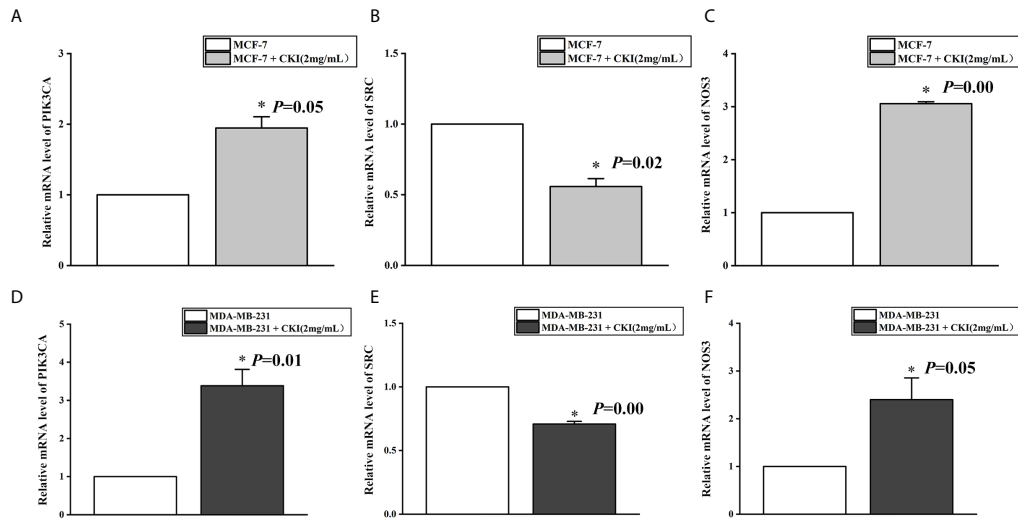 A
MCF-7
MCF-7 + CKI(2mg/mL）
Relative mRNA level of PIK3CA
3
2
1
0
* P=0.05
B
MCF-7
MCF-7 + CKI(2mg/mL）
Relative mRNA level of SRC
1.5
1.0
0.5
0.0
* P=0.02
C
MCF-7
MCF-7 + CKI(2mg/mL）
Relative mRNA level of NOS3
4
3
2
1
0
* P=0.00
D
MDA-MB-231
MDA-MB-231 + CKI(2mg/mL）
Relative mRNA level of PIK3CA
5
4
3
2
1
0
* P=0.01
E
MDA-MB-231
MDA-MB-231 + CKI(2mg/mL）
Relative mRNA level of SRC
1.5
1.0
0.5
0.0
* P=0.00
F
MDA-MB-231
MDA-MB-231 + CKI(2mg/mL）
Relative mRNA level of NOS3
4
3
2
1
0
* P=0.05